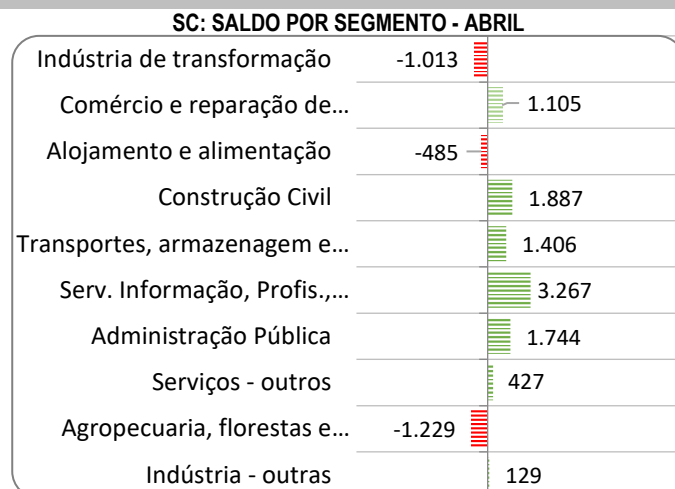 SC: SALDO POR SEGMENTO - ABRIL
Indústria de transformação -1.013
Comércio e reparação de... 1.105
Alojamento e alimentação -485
Construção Civil 1.887
Transportes, armazenagem e... 1.406
Serv. Informação, Profis.,... 3.267
Administração Pública 1.744
Serviços - outros 427
Agropecuaria, florestas e... -1.229
Indústria - outras 129